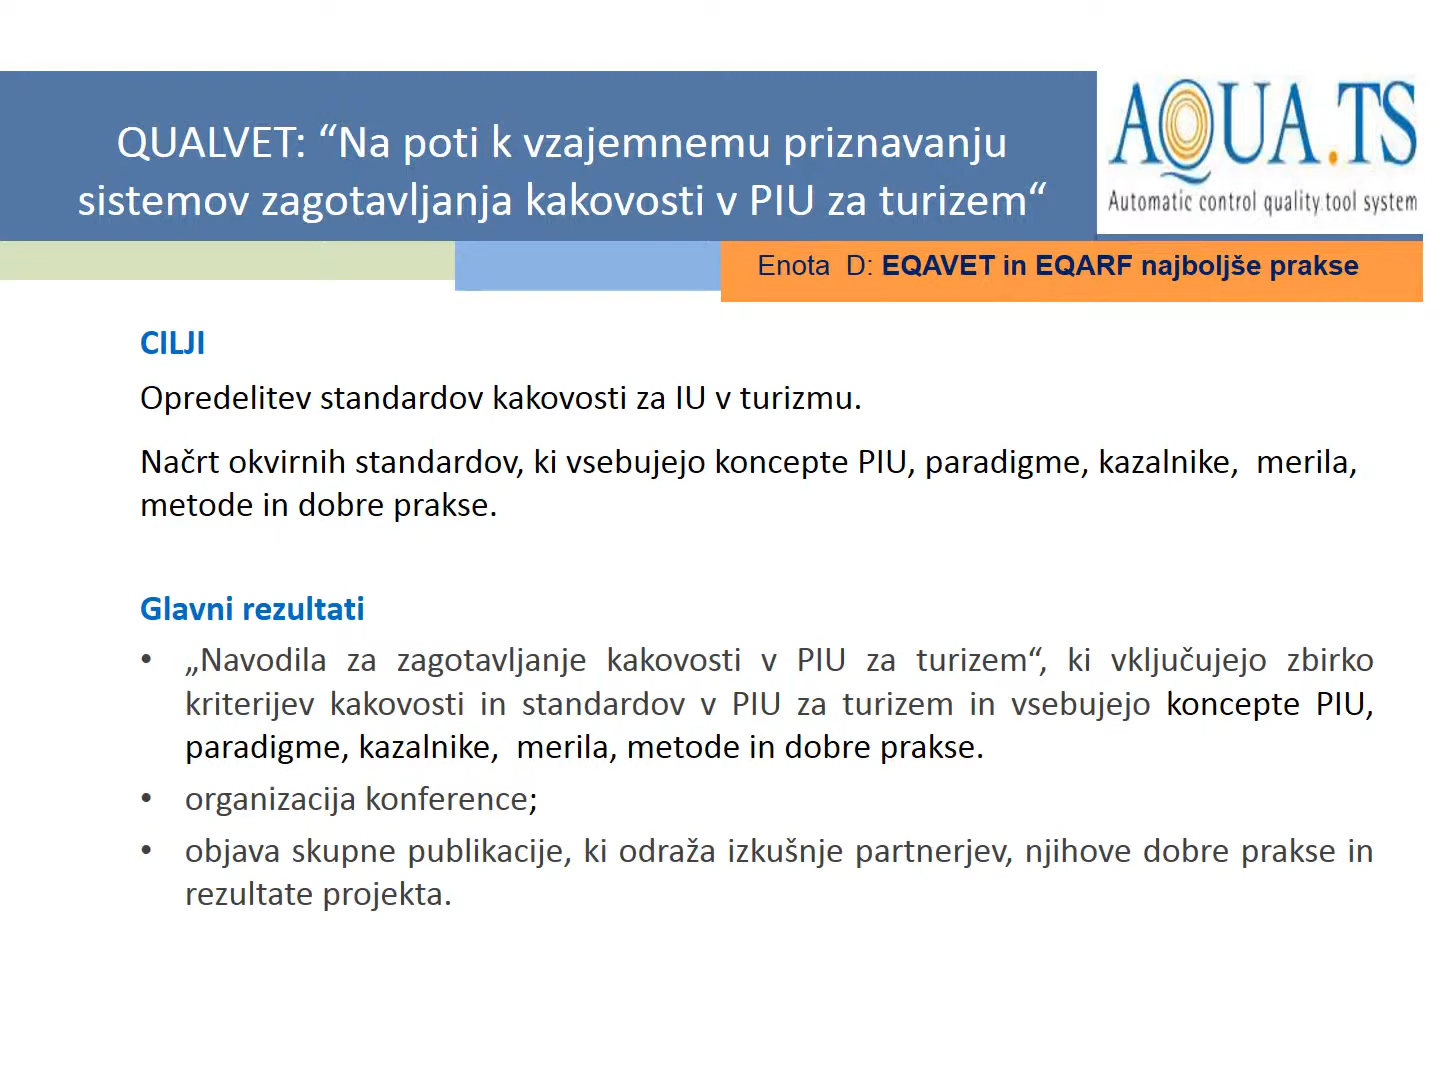 QUALVET: “Na poti k vzajemnemu priznavanju
sistemov zagotavljanja kakovosti v PIU za turizem“
AQUA.TS
Automatic control quality tool system
Enota D: EQAVET in EQARF najboljše prakse
CILJI
Opredelitev standardov kakovosti za IU v turizmu.
Načrt okvirnih standardov, ki vsebujejo koncepte PIU, paradigme, kazalnike, merila,
metode in dobre prakse.
Glavni rezultati
• „Navodila za zagotavljanje kakovosti v PIU za turizem“, ki vključujejo zbirko
kriterijev kakovosti in standardov v PIU za turizem in vsebujejo koncepte PIU,
paradigme, kazalnike, merila, metode in dobre prakse.
• organizacija konference;
• objava skupne publikacije, ki odraža izkušnje partnerjev, njihove dobre prakse in
rezultate projekta.